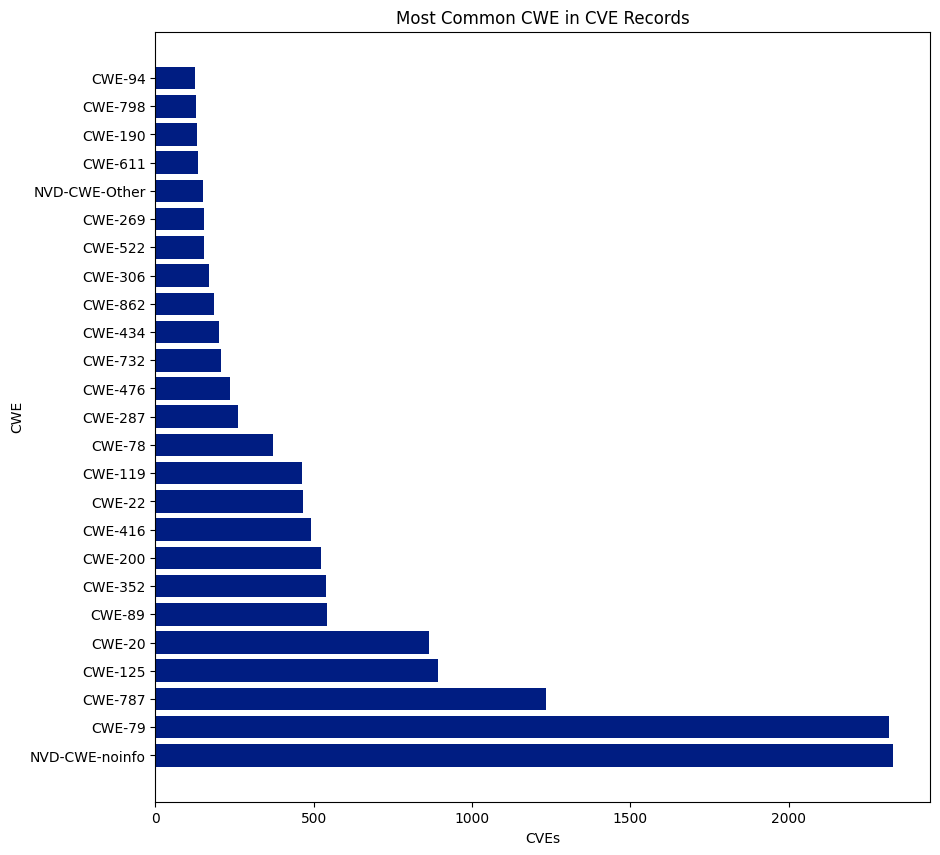 Most Common CWE in CVE Records
CWE-94
CWE-798
CWE-190
CWE-611
NVD-CWE-Other
CWE-269
CWE-522
CWE-306
CWE-862
CWE-434
CWE-732
CWE-476
CWE-287
CWE-78
CWE-119
CWE-22
CWE-416
CWE-200
CWE-352
CWE-89
CWE-20
CWE-125
CWE-787
CWE-79
NVD-CWE-noinfo
CWE
0 500 1000 1500 2000
CVEs